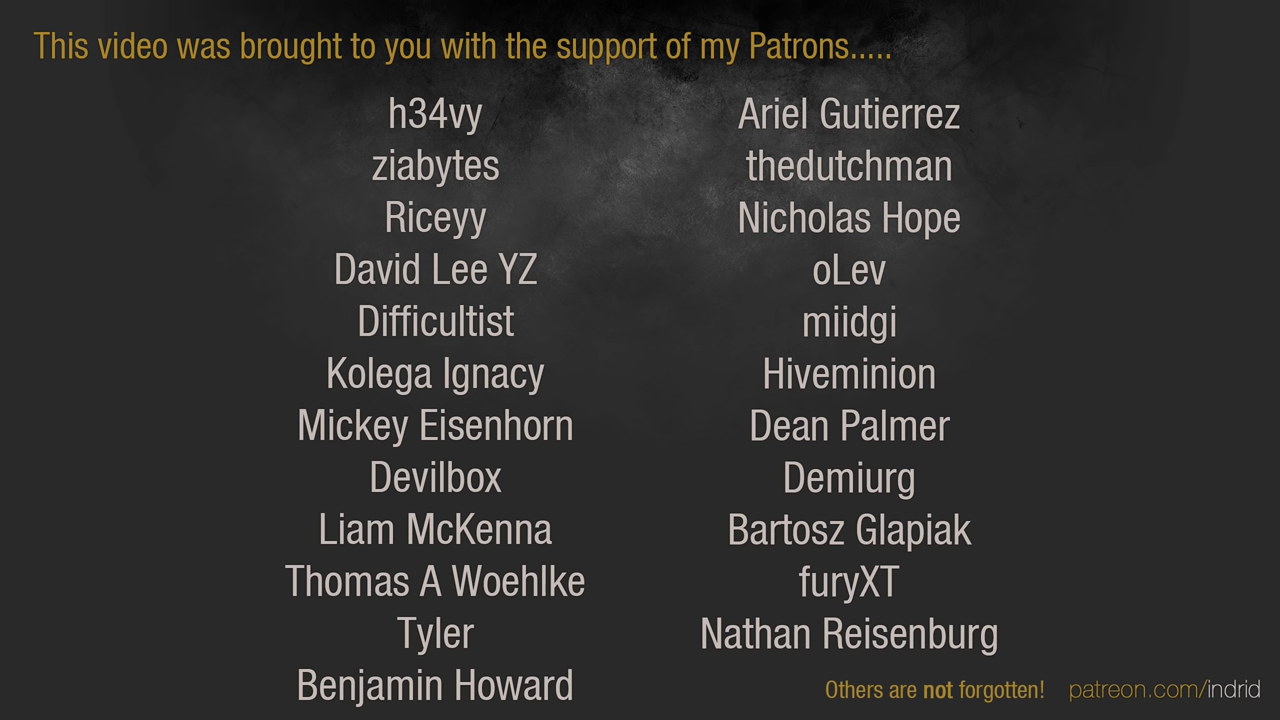 This video was brought to you with the support of my Patrons.....
h34vy
ziabytes
Riceyy
David Lee YZ
Difficultist
Kolega Ignacy
Mickey Eisenhorn
Devilbox
Liam McKenna
Thomas A Woehlke
Tyler
Benjamin Howard
Ariel Gutierrez
thedutchman
Nicholas Hope
oLev
miidgi
Hiveminion
Dean Palmer
Demiurg
Bartosz Glapiak
furyXT
Nathan Reisenburg
Others are not forgotten! patreon.com/indrid